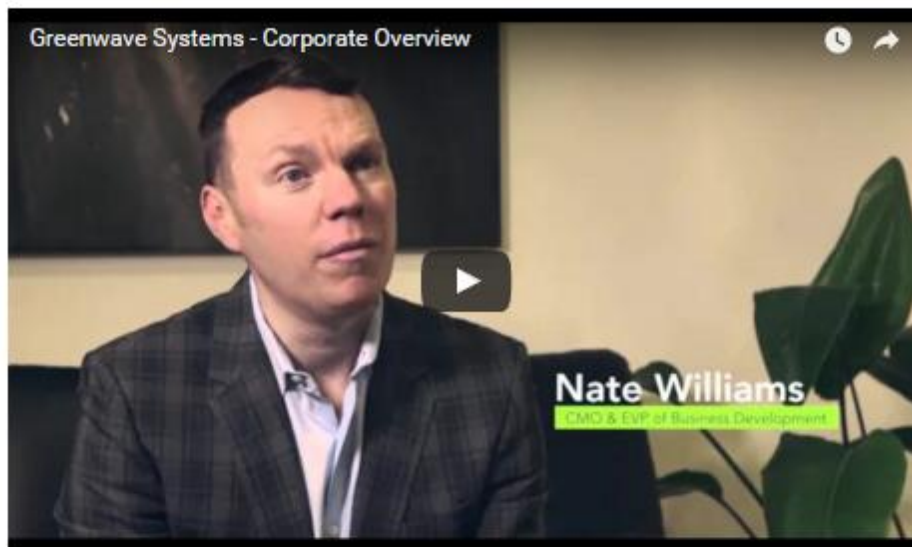 Greenwave Systems - Corporate Overview
Nate Williams
CMO & EVP of Business Development